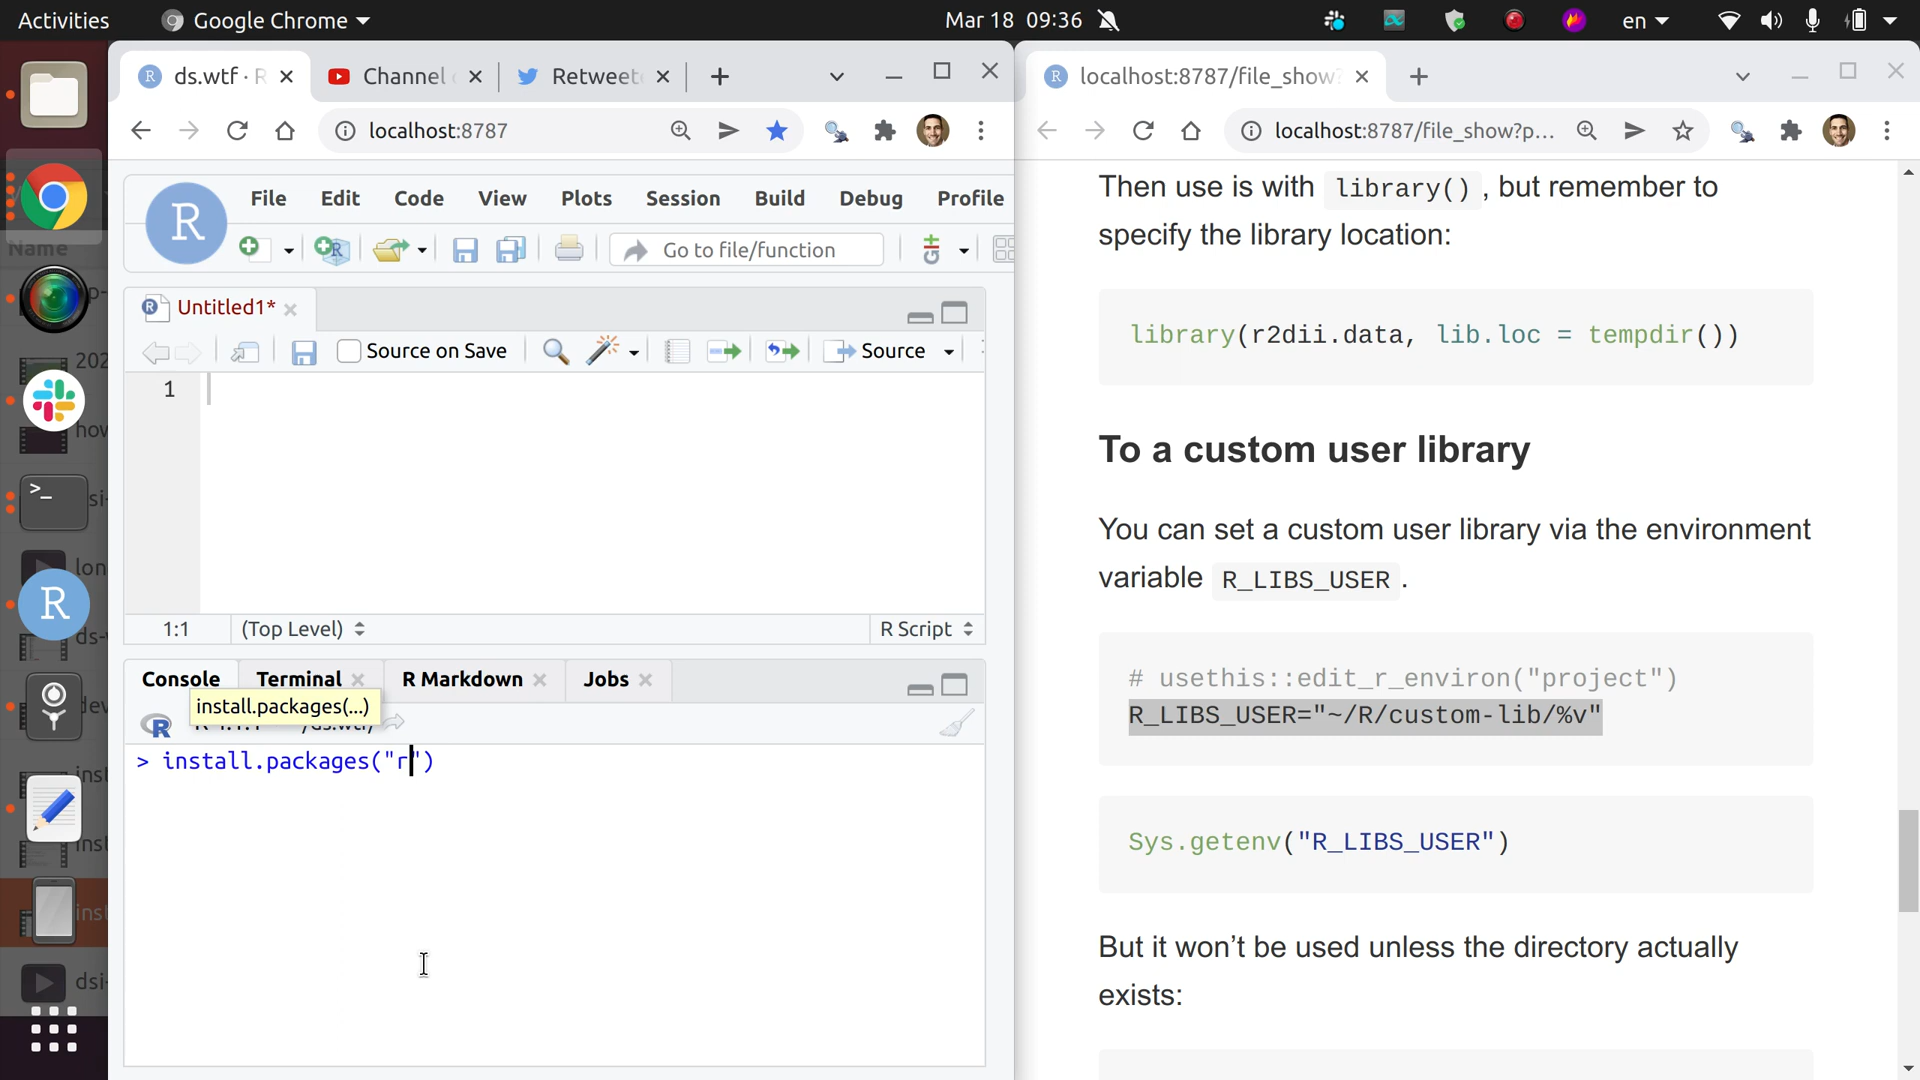 Activities
Google Chrome
Mar 18 09:36
en
ds.wtf · R
Channel
Retweet
localhost:8787
File Edit Code View Plots Build Debug Profile
Go to file/function
Untitled1*
Source on Save
Source
1
1:1
(Top Level)
R Script
Console
Terminal
R Markdown
Jobs
install.packages(...)
> install.packages("r")
localhost:8787/file_show?
localhost:8787/file_show?p...
Then use is with library() , but remember to
specify the library location:
library(r2dii.data, lib.loc = tempdir())
To a custom user library
You can set a custom user library via the environment
variable R_LIBS_USER .
# usethis::edit_r_environ("project")
R_LIBS_USER="~/R/custom-lib/%v"
Sys.getenv("R_LIBS_USER")
But it won’t be used unless the directory actually
exists:
Name